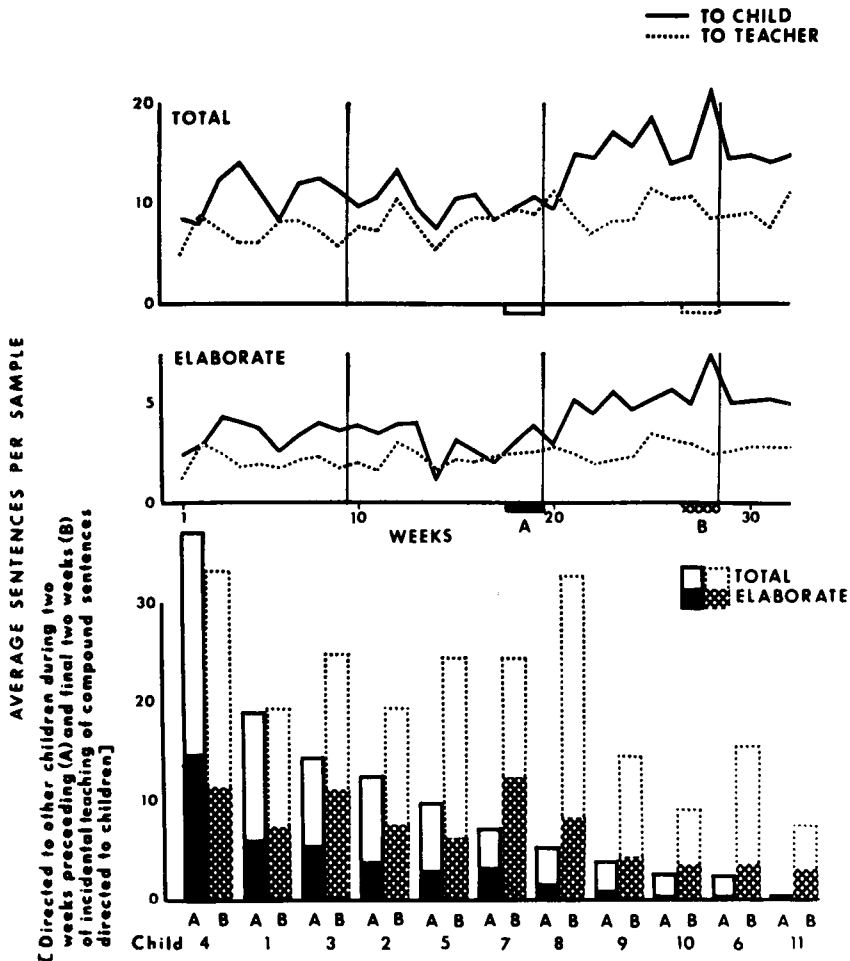 TO CHILD
TO TEACHER
20
TOTAL
10
0
ELABORATE
5
0
1
10
WEEKS
A
20
B
30
AVERAGE SENTENCES PER SAMPLE
[Directed to other children during two
weeks preceeding (A) and final two weeks (B)
of incidental teaching of compound sentences
directed to children]
TOTAL
ELABORATE
30
20
10
0
A B A B A B A B A B A B A B A B A B A B A B
Child 4 1 3 2 5 7 8 9 10 6 11